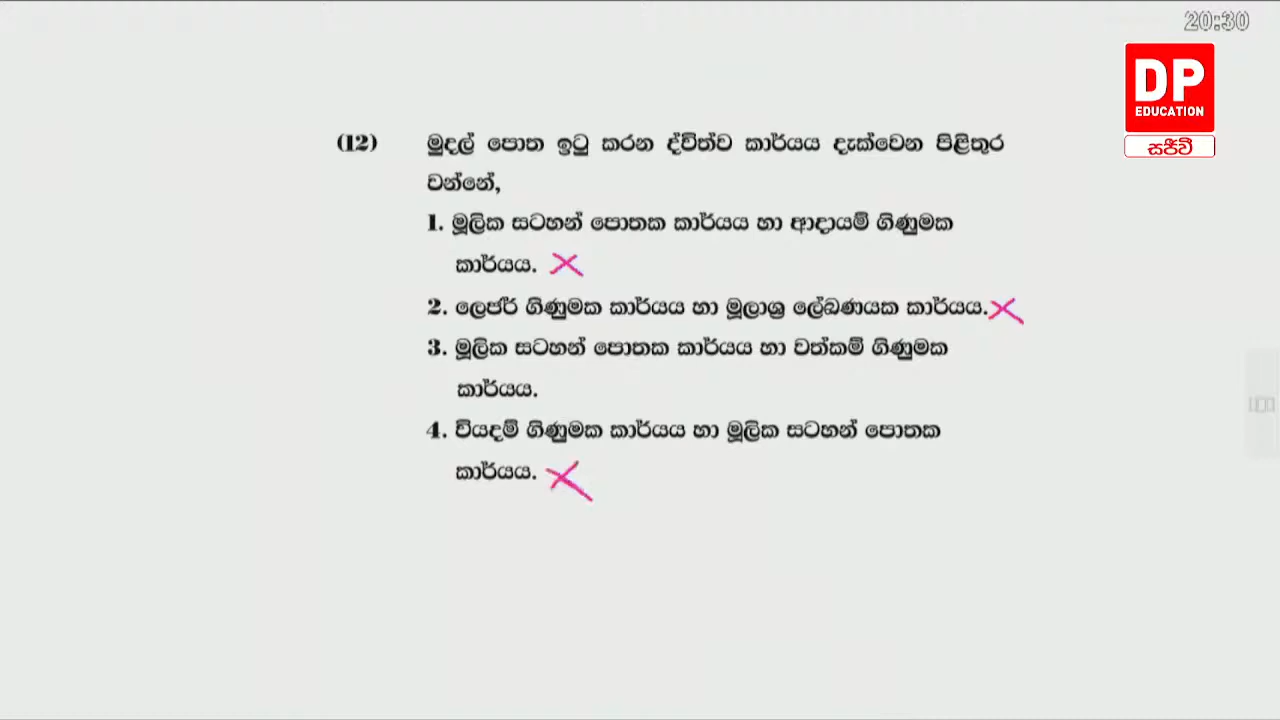 20:30
DP
EDUCATION
සජීවී
(12) මුදල් පොත ඉටු කරන ද්විත්ව කාර්යය දැක්වෙන පිළිතුර
වන්නේ,
1. මූලික සටහන් පොතක කාර්යය හා ආදායම් ගිණුමක
කාර්යය.
2. ලෙජර් ගිණුමක කාර්යය හා මූලාශ්‍ර ලේඛණයක කාර්යය.
3. මූලික සටහන් පොතක කාර්යය හා වත්කම් ගිණුමක
කාර්යය.
4. වියදම් ගිණුමක කාර්යය හා මූලික සටහන් පොතක
කාර්යය.